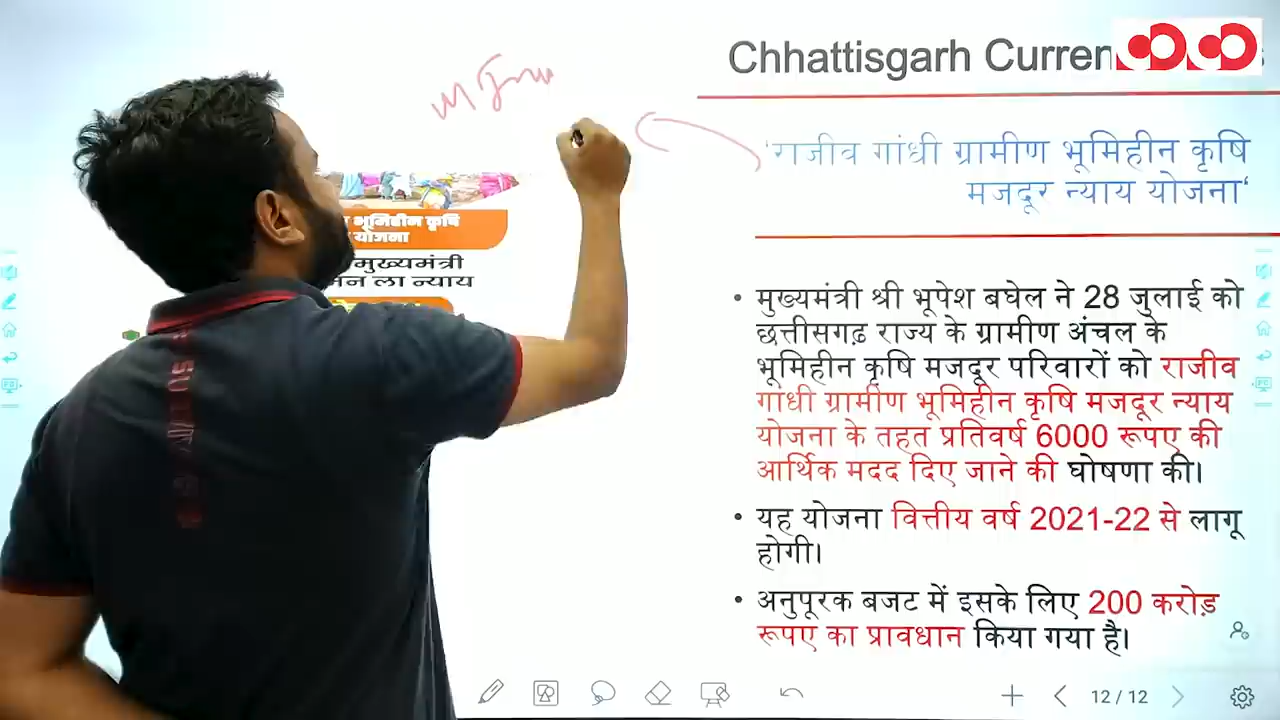 Chhattisgarh Curren
'राजीव गांधी ग्रामीण भूमिहीन कृषि
मजदूर न्याय योजना'
भूमिहीन कृषि
योजना
मुख्यमंत्री
ला न्याय
• मुख्यमंत्री श्री भूपेश बघेल ने 28 जुलाई को
छत्तीसगढ़ राज्य के ग्रामीण अंचल के
भूमिहीन कृषि मजदूर परिवारों को राजीव
गांधी ग्रामीण भूमिहीन कृषि मजदूर न्याय
योजना के तहत प्रतिवर्ष 6000 रूपए की
आर्थिक मदद दिए जाने की घोषणा की।
• यह योजना वित्तीय वर्ष 2021-22 से लागू
होगी।
• अनुपूरक बजट में इसके लिए 200 करोड़
रूपए का प्रावधान किया गया है।
12 / 12